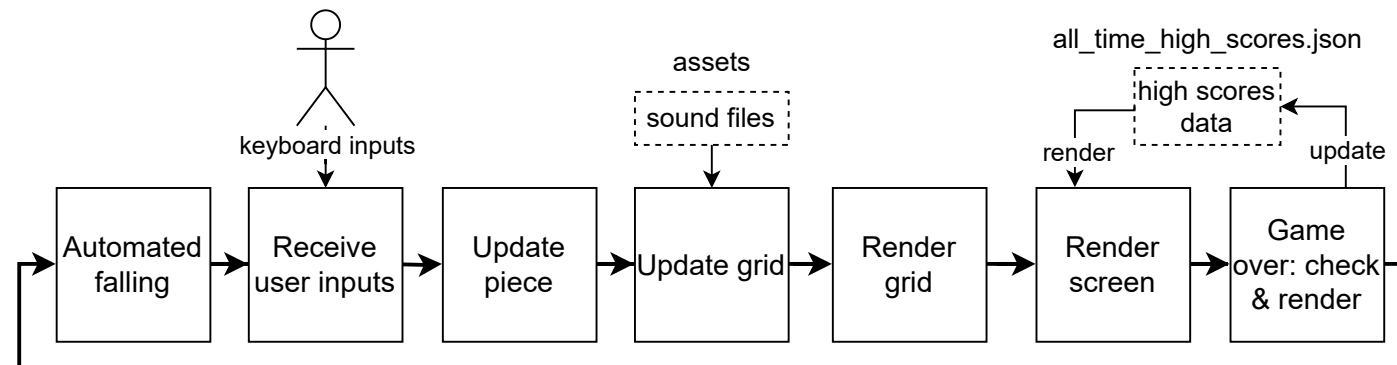 all_time_high_scores.json
assets
high scores
data
sound files
keyboard inputs
render
update
Automated
falling
Receive
user inputs
Update
piece
Update grid
Render
grid
Render
screen
Game
over: check
& render